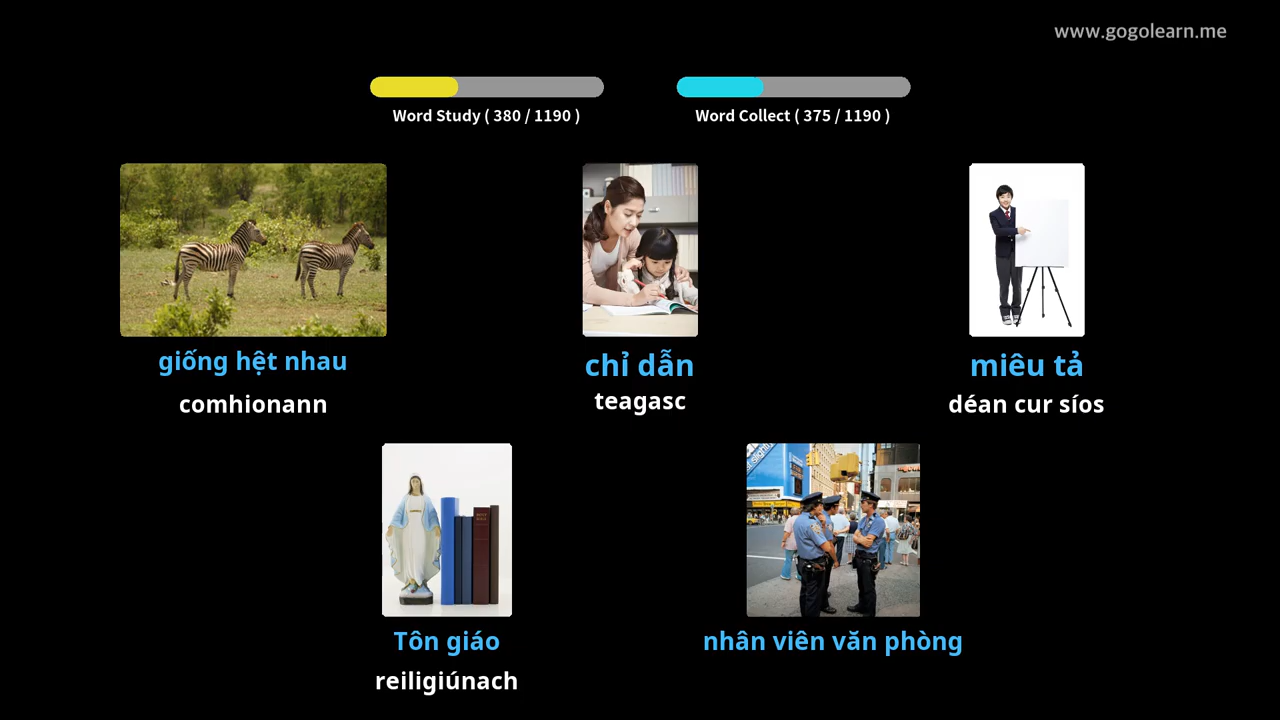 www.gogolearn.me
Word Study ( 380 / 1190 )
Word Collect ( 375 / 1190 )
giống hệt nhau
comhionann
chỉ dẫn
teagasc
miêu tả
déan cur síos
Tôn giáo
reiligiúnach
nhân viên văn phòng